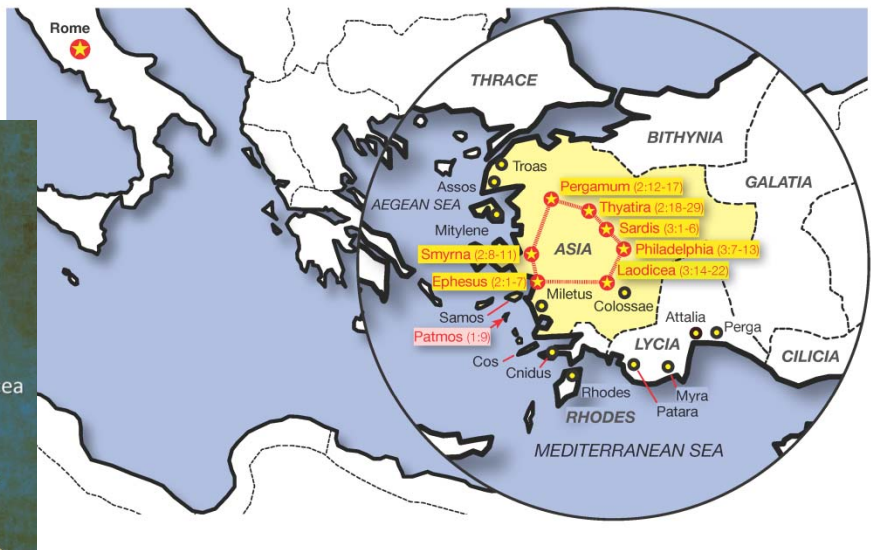 Rome
THRACE
BITHYNIA
GALATIA
Troas
Assos
Pergamum (2:12-17)
AEGEAN SEA
Thyatira (2:18-29)
Mitylene
Sardis (3:1-6)
Smyrna (2:8-11)
ASIA
Philadelphia (3:7-13)
Ephesus (2:1-7)
Laodicea (3:14-22)
Miletus
Colossae
Samos
Patmos (1:9)
Attalia
Perga
Cos
LYCIA
CILICIA
Cnidus
Rhodes
Myra
Patara
RHODES
MEDITERRANEAN SEA